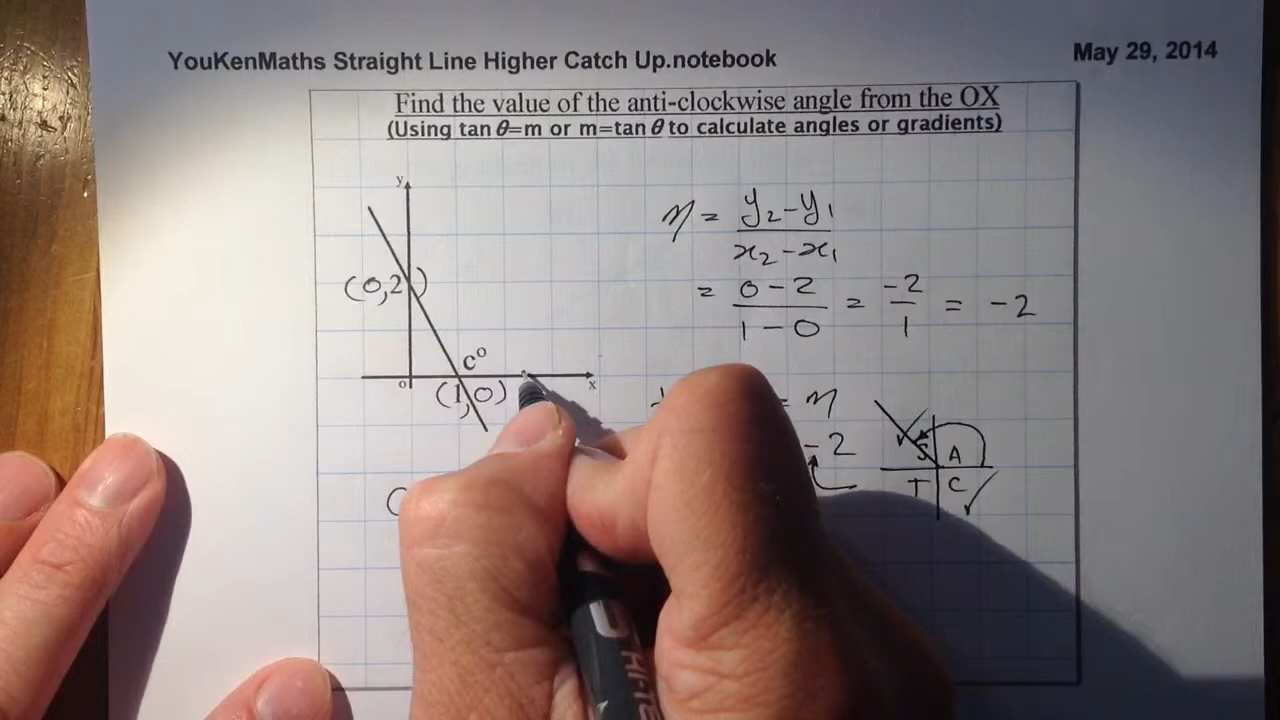 YouKenMaths Straight Line Higher Catch Up.notebook
May 29, 2014
Find the value of the anti-clockwise angle from the OX
(Using tan θ=m or m=tan θ to calculate angles or gradients)
y
(0,2)
c°
o
x
(1,0)
m = y₂-y₁ / x₂-x₁
= 0-2 / 1-0 = -2 / 1 = -2
= m
-2
S A
T C
HI-TE